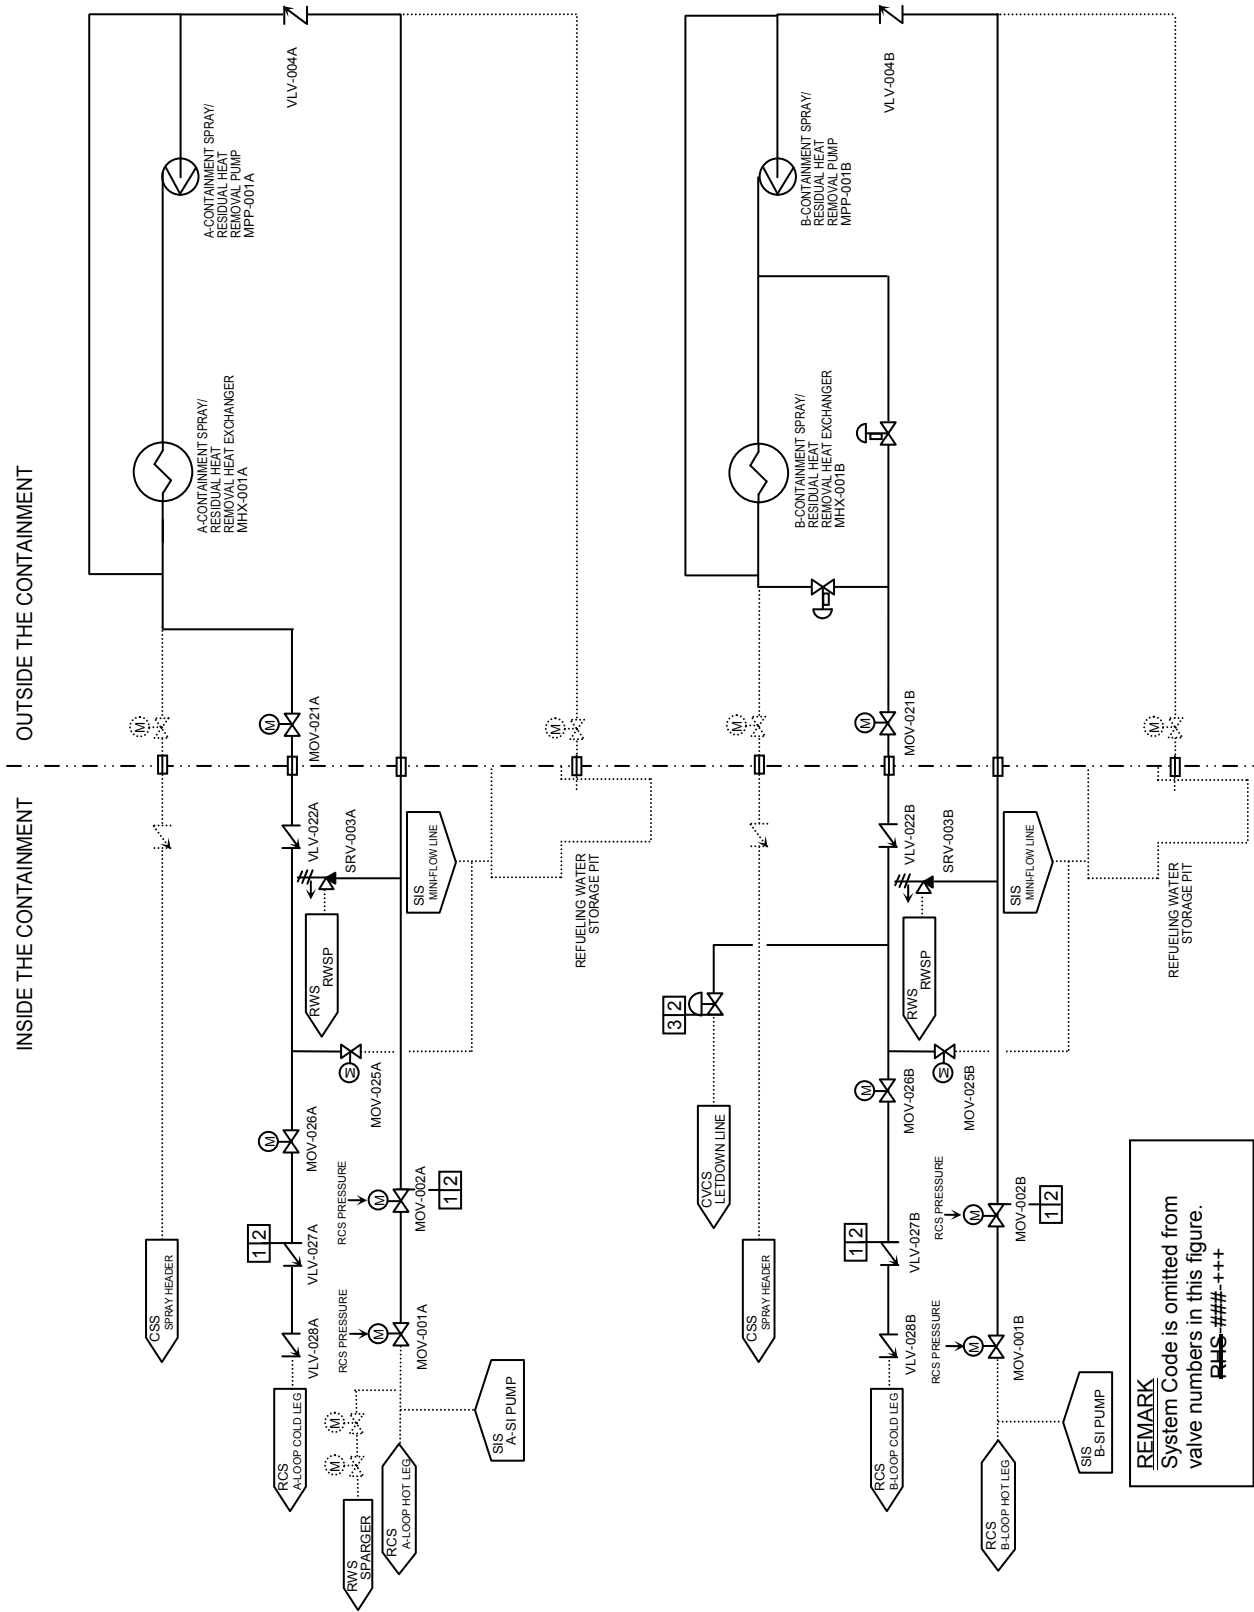 INSIDE THE CONTAINMENT
OUTSIDE THE CONTAINMENT
CSS
SPRAY HEADER
M
A-CONTAINMENT SPRAY/
RESIDUAL HEAT
REMOVAL HEAT EXCHANGER
MHX-001A
A-CONTAINMENT SPRAY/
RESIDUAL HEAT
REMOVAL PUMP
MPP-001A
VLV-004A
RCS
A-LOOP COLD LEG
VLV-028A
1 2
VLV-027A
M
MOV-026A
M
MOV-025A
VLV-022A
M
MOV-021A
RWS
RWSP
SRV-003A
RWS
SPARGER
M
M
RCS
A-LOOP HOT LEG
RCS PRESSURE
M
MOV-001A
RCS PRESSURE
M
MOV-002A
1 2
SIS
MINI-FLOW LINE
SIS
A-SI PUMP
REFUELING WATER
STORAGE PIT
M
CVCS
LETDOWN LINE
3 2
CSS
SPRAY HEADER
M
B-CONTAINMENT SPRAY/
RESIDUAL HEAT
REMOVAL HEAT EXCHANGER
MHX-001B
B-CONTAINMENT SPRAY/
RESIDUAL HEAT
REMOVAL PUMP
MPP-001B
VLV-004B
RCS
B-LOOP COLD LEG
VLV-028B
1 2
VLV-027B
M
MOV-026B
M
MOV-025B
VLV-022B
M
MOV-021B
RWS
RWSP
SRV-003B
RCS
B-LOOP HOT LEG
RCS PRESSURE
M
MOV-001B
RCS PRESSURE
M
MOV-002B
1 2
SIS
MINI-FLOW LINE
SIS
B-SI PUMP
REFUELING WATER
STORAGE PIT
M
REMARK
System Code is omitted from
valve numbers in this figure.
RHS-###-+++